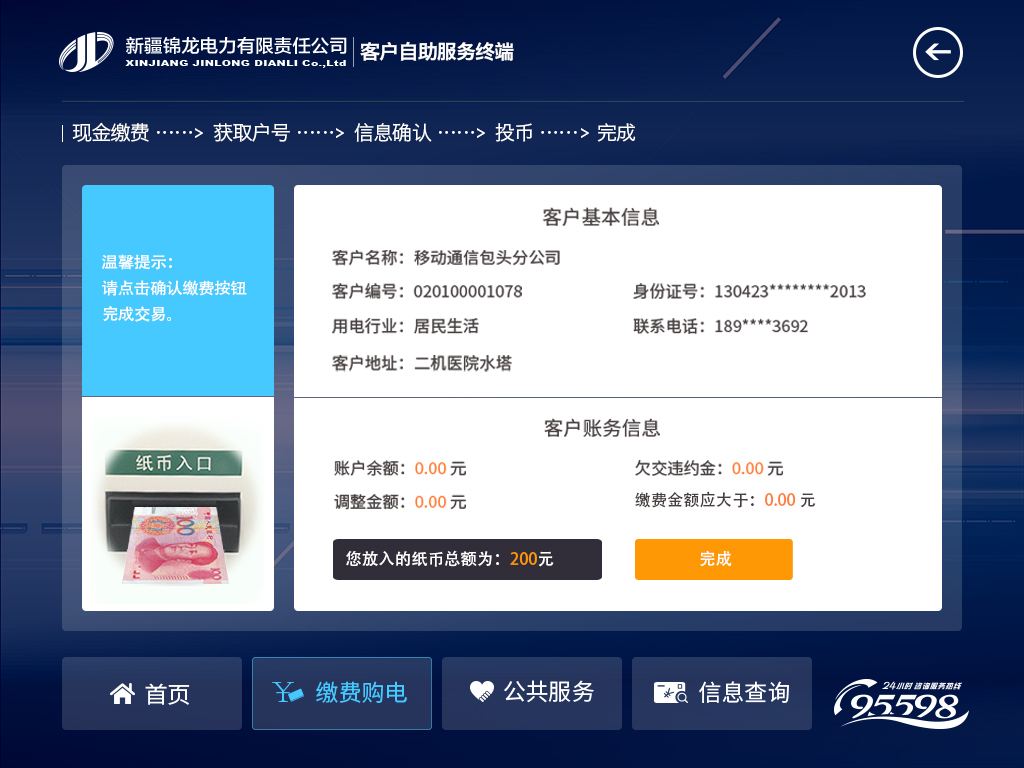 新疆锦龙电力有限责任公司
XINJIANG JINLONG DIANLI Co.,Ltd
客户自助服务终端
现金缴费 ······> 获取户号 ······> 信息确认 ······> 投币 ······> 完成
温馨提示：
请点击确认缴费按钮
完成交易。
纸币入口
100
100
客户基本信息
客户名称：移动通信包头分公司
客户编号：020100001078
身份证号：130423********2013
用电行业：居民生活
联系电话：189****3692
客户地址：二机医院水塔
客户账务信息
账户余额：0.00 元
欠交违约金：0.00 元
调整金额：0.00 元
缴费金额应大于：0.00 元
您放入的纸币总额为：200元
完成
首页
缴费购电
公共服务
信息查询
24小时 咨询服务热线
95598